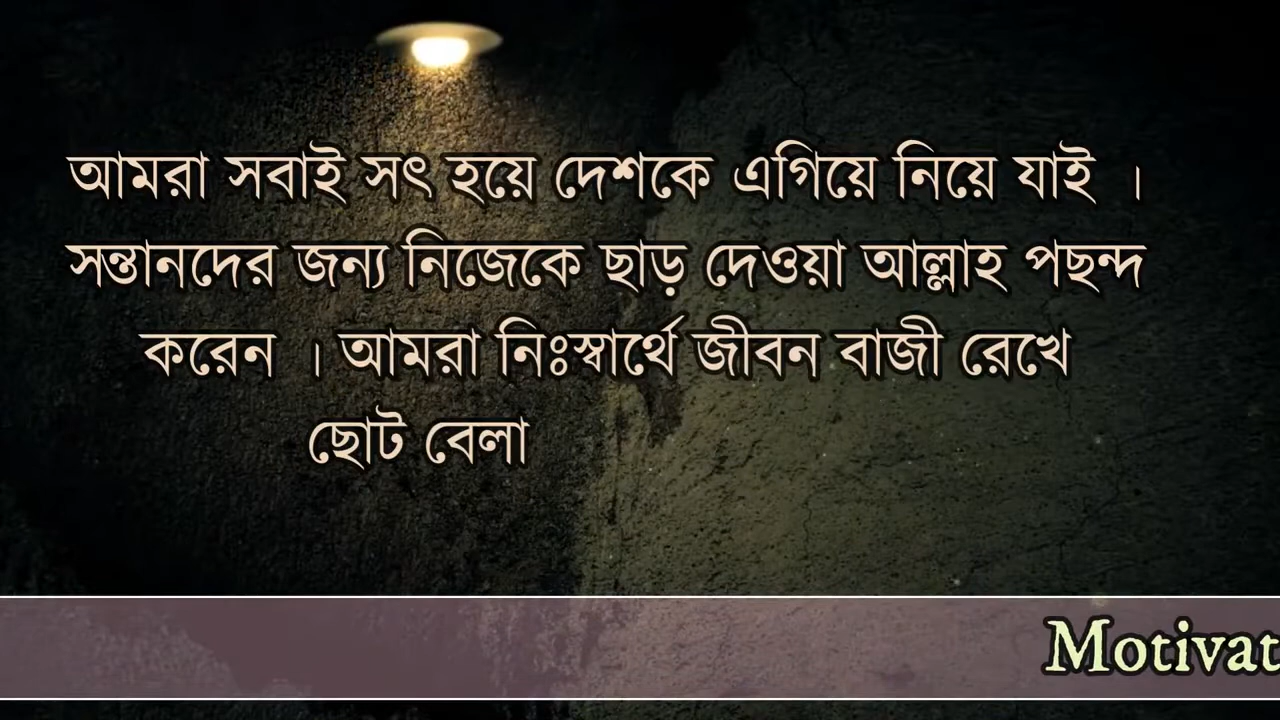 আমরা সবাই সৎ হয়ে দেশকে এগিয়ে নিয়ে যাই ।
সন্তানদের জন্য নিজেকে ছাড় দেওয়া আল্লাহ পছন্দ
করেন । আমরা নিঃস্বার্থে জীবন বাজী রেখে
ছোট বেলা
Motivat